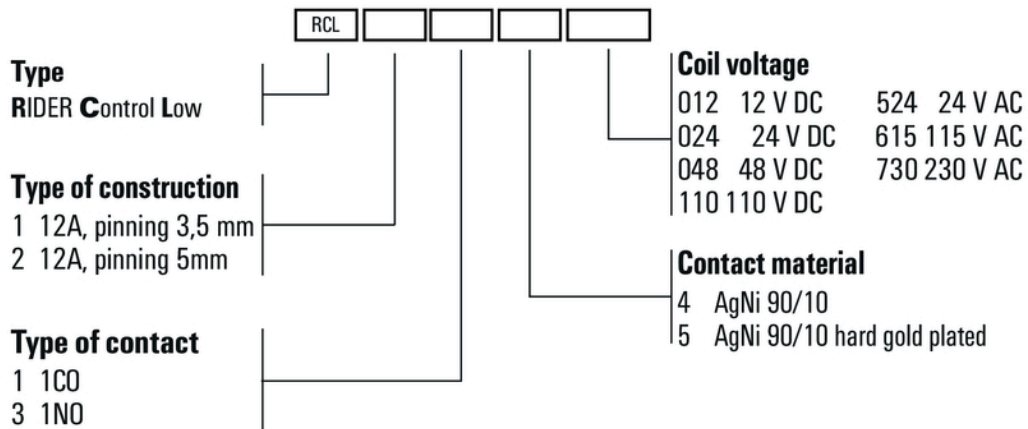 RCL
Type
RIDER Control Low
Type of construction
1 12A, pinning 3,5 mm
2 12A, pinning 5mm
Type of contact
1 1CO
3 1NO
Coil voltage
012 12 V DC 524 24 V AC
024 24 V DC 615 115 V AC
048 48 V DC 730 230 V AC
110 110 V DC
Contact material
4 AgNi 90/10
5 AgNi 90/10 hard gold plated